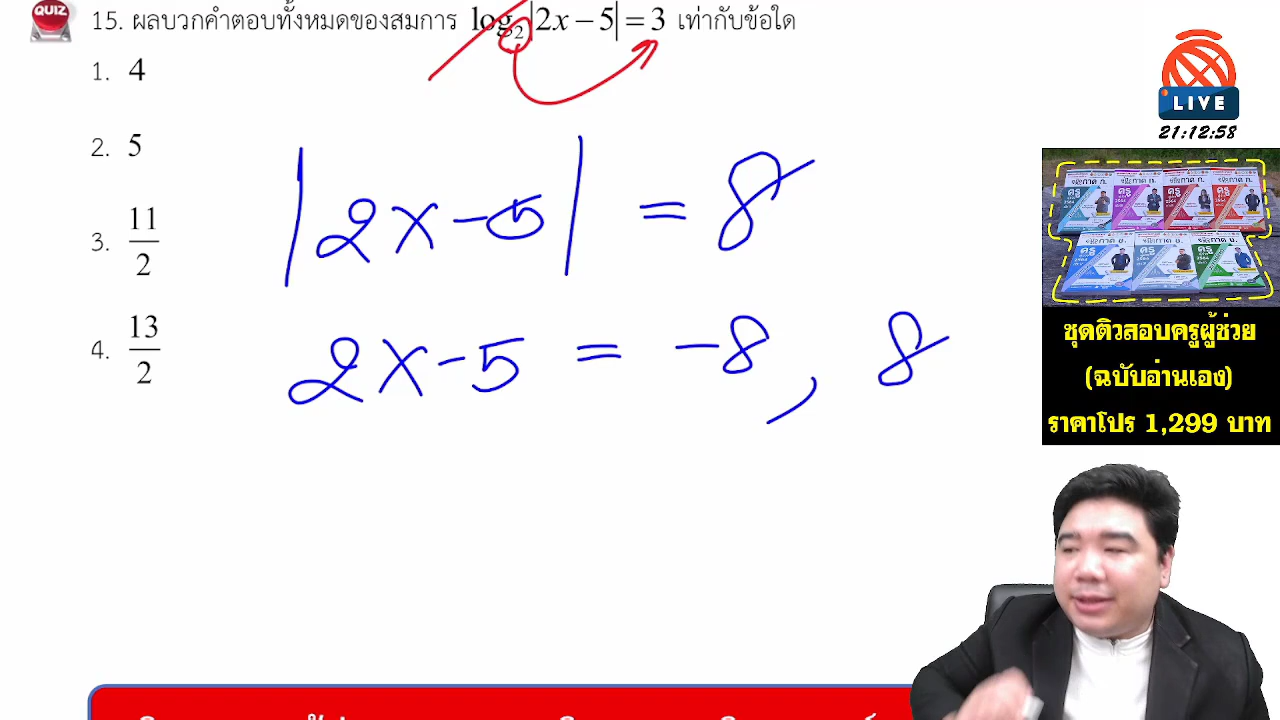 QUIZ
15. ผลบวกคำตอบทั้งหมดของสมการ log₂|2x − 5| = 3 เท่ากับข้อใด
1. 4
2. 5
3. 11/2
4. 13/2
|2x-5| = 8
2x-5 = -8, 8
LIVE
21:12:58
ชุดติวสอบครูผู้ช่วย
(ฉบับอ่านเอง)
ราคาโปร 1,299 บาท